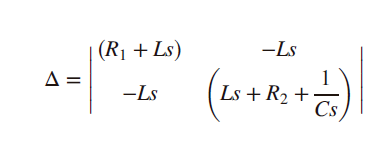 Δ = | (R₁ + Ls) −Ls |
| −Ls (Ls + R₂ + 1/Cs) |